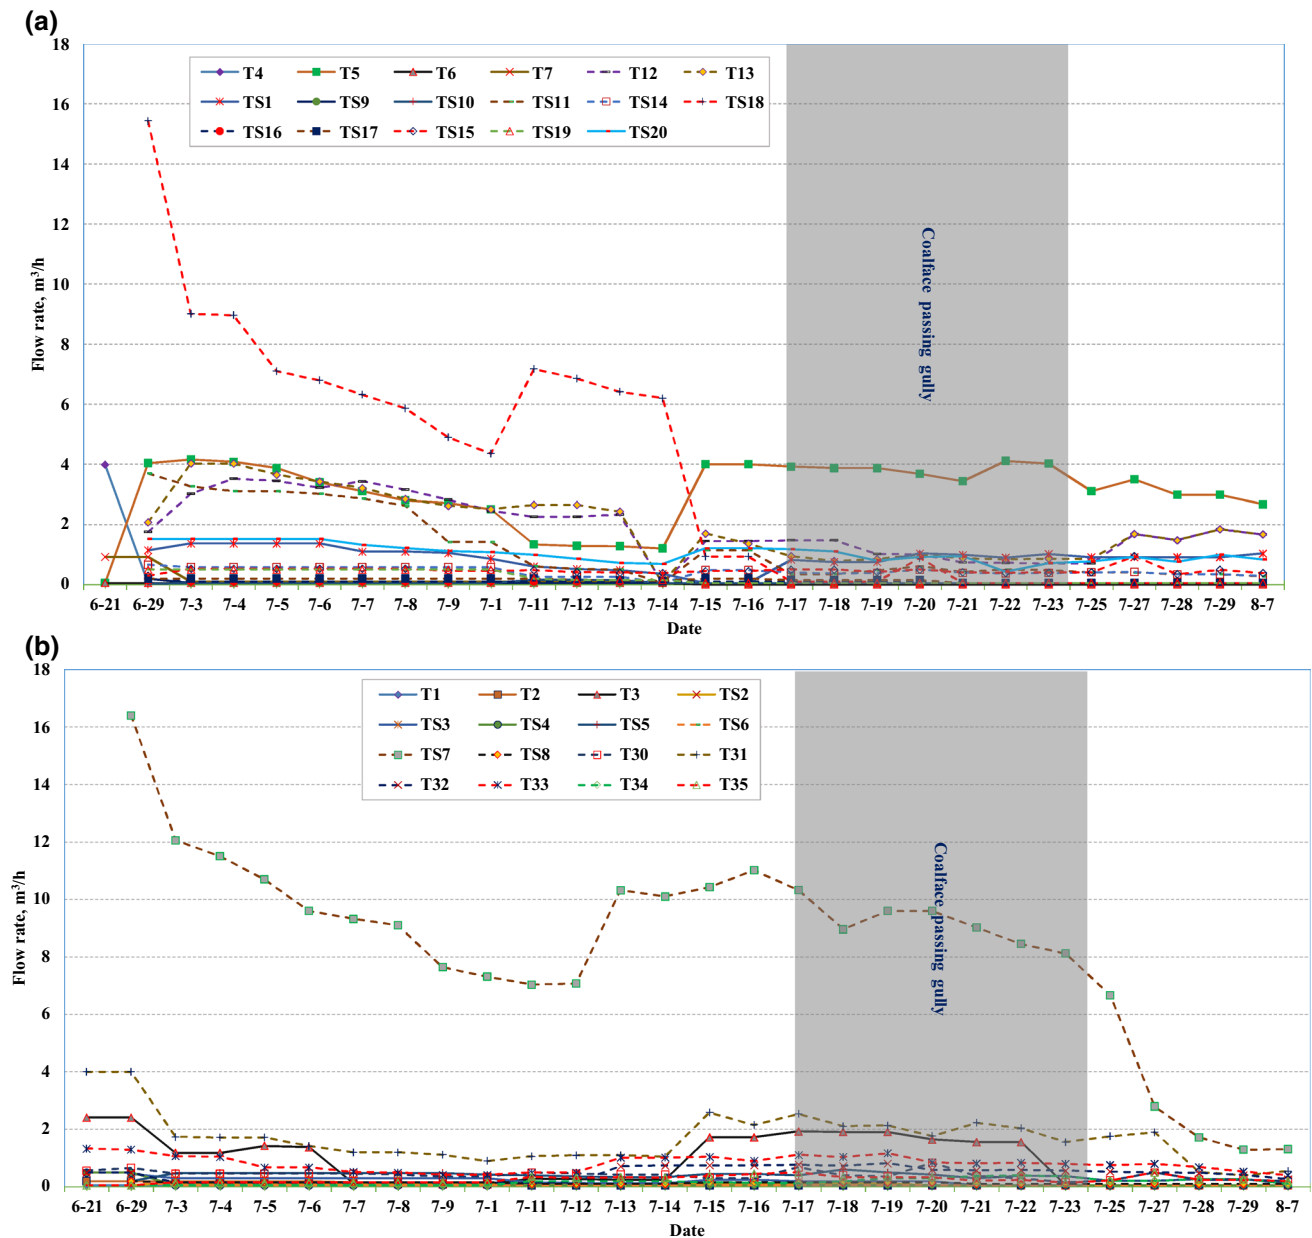 (a)
18
16
14
12
10
8
6
4
2
0
Flow rate, m³/h
T4 T5 T6 T7 T12 T13
TS1 TS9 TS10 TS11 TS14 TS18
TS16 TS17 TS15 TS19 TS20
Coalface passing gully
6-21 6-29 7-3 7-4 7-5 7-6 7-7 7-8 7-9 7-1 7-11 7-12 7-13 7-14 7-15 7-16 7-17 7-18 7-19 7-20 7-21 7-22 7-23 7-25 7-27 7-28 7-29 8-7
Date
(b)
18
16
14
12
10
8
6
4
2
0
Flow rate, m³/h
T1 T2 T3 TS2
TS3 TS4 TS5 TS6
TS7 TS8 T30 T31
T32 T33 T34 T35
Coalface passing gully
6-21 6-29 7-3 7-4 7-5 7-6 7-7 7-8 7-9 7-1 7-11 7-12 7-13 7-14 7-15 7-16 7-17 7-18 7-19 7-20 7-21 7-22 7-23 7-25 7-27 7-28 7-29 8-7
Date